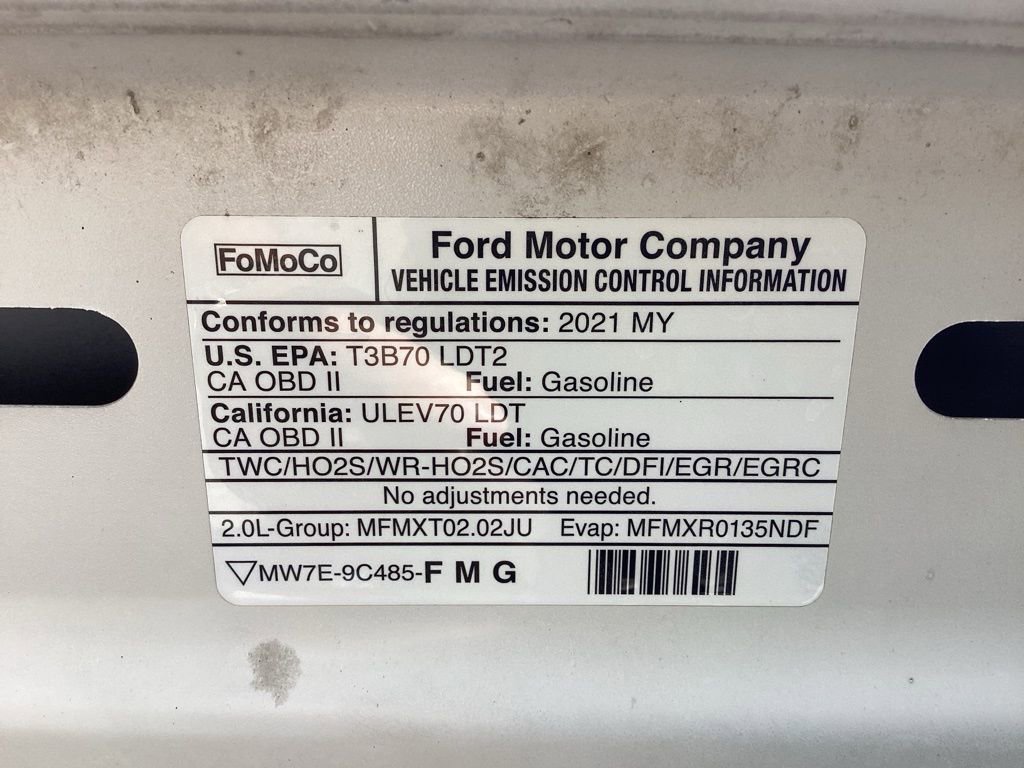 FoMoCo
Ford Motor Company
VEHICLE EMISSION CONTROL INFORMATION
Conforms to regulations: 2021 MY
U.S. EPA: T3B70 LDT2
CA OBD II Fuel: Gasoline
California: ULEV70 LDT
CA OBD II Fuel: Gasoline
TWC/HO2S/WR-HO2S/CAC/TC/DFI/EGR/EGRC
No adjustments needed.
2.0L-Group: MFMXT02.02JU Evap: MFMXR0135NDF
MW7E-9C485-F M G